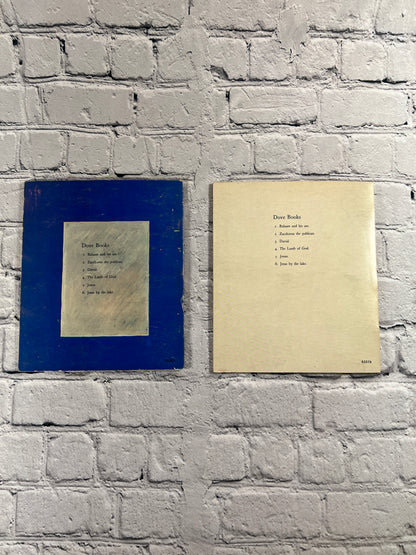 Dove Books
1. Balaam and his ass
2. Zacchaeus the publican
3. David
4. The Lamb of God
5. Jonas
6. Jesus by the lake
Dove Books
1. Balaam and his ass
2. Zacchaeus the publican
3. David
4. The Lamb of God
5. Jonas
6. Jesus by the lake